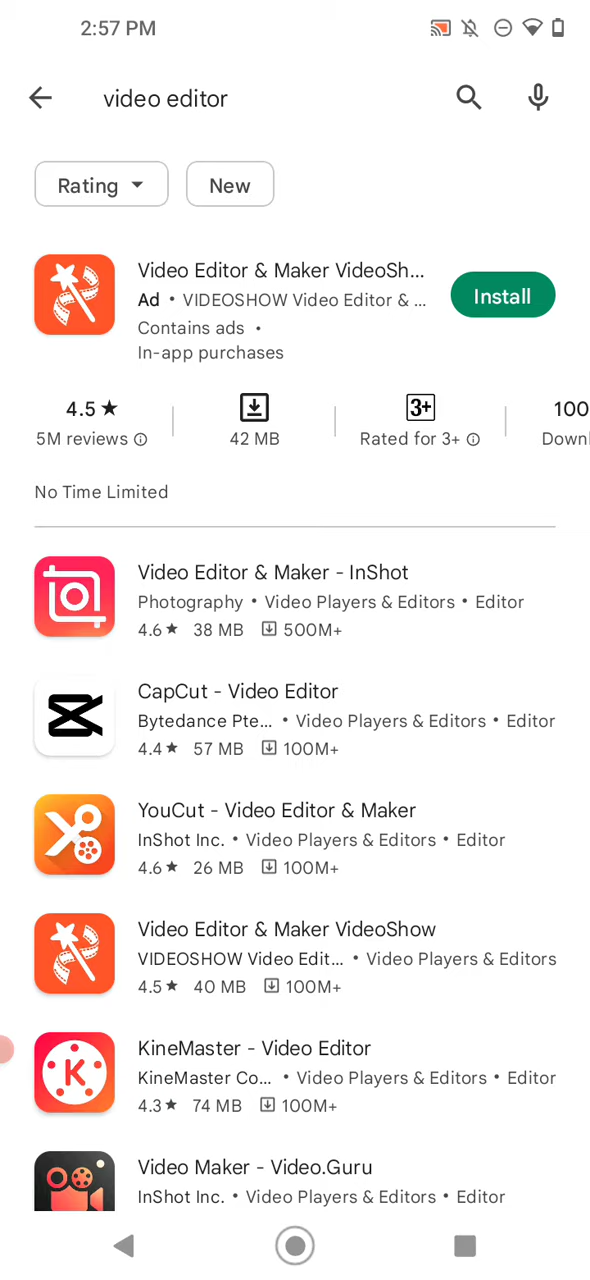 2:57 PM
video editor
Rating
New
Video Editor & Maker VideoSh...
Ad • VIDEOSHOW Video Editor & ...
Install
Contains ads •
In-app purchases
4.5★
3+
100
5M reviews
42 MB
Rated for 3+
Downl
No Time Limited
Video Editor & Maker - InShot
Photography • Video Players & Editors • Editor
4.6★ 38 MB 500M+
CapCut - Video Editor
Bytedance Pte... • Video Players & Editors • Editor
4.4★ 57 MB 100M+
YouCut - Video Editor & Maker
InShot Inc. • Video Players & Editors • Editor
4.6★ 26 MB 100M+
Video Editor & Maker VideoShow
VIDEOSHOW Video Edit... • Video Players & Editors
4.5★ 40 MB 100M+
K
KineMaster - Video Editor
KineMaster Co... • Video Players & Editors • Editor
4.3★ 74 MB 100M+
Video Maker - Video.Guru
InShot Inc. • Video Players & Editors • Editor